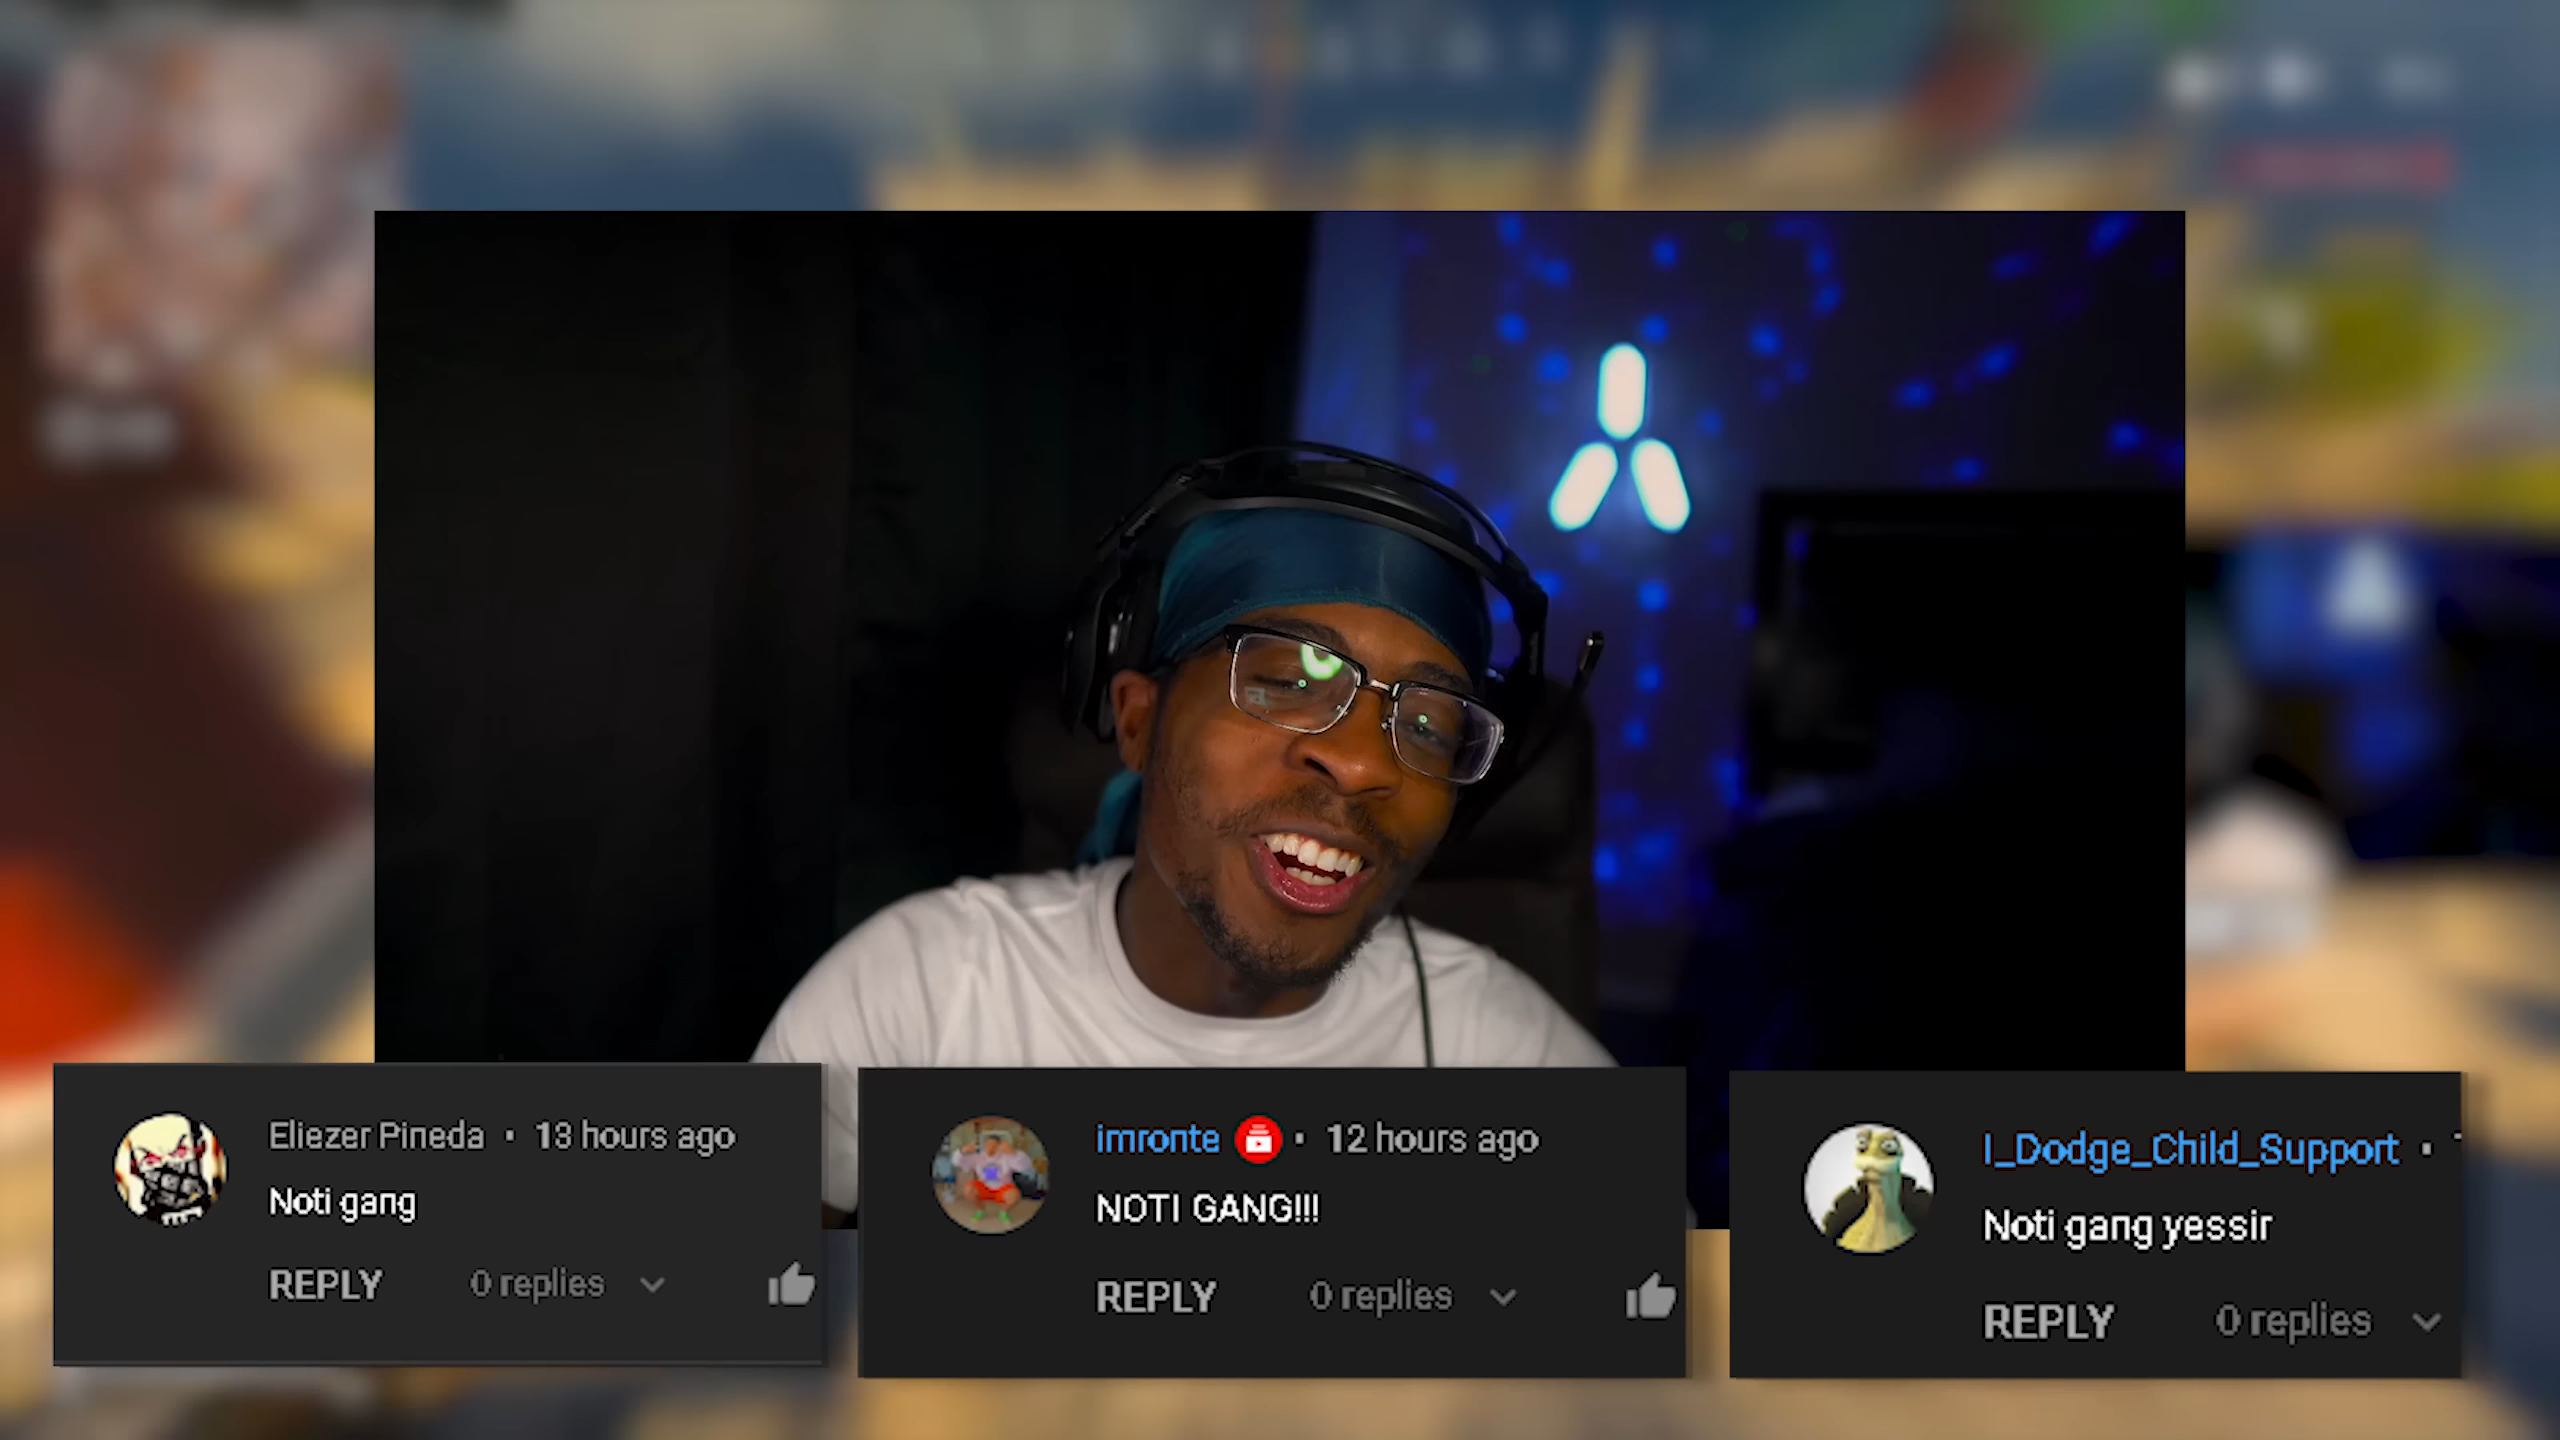 Eliezer Pineda · 13 hours ago
Noti gang
REPLY 0 replies
imronte · 12 hours ago
NOTI GANG!!!
REPLY 0 replies
I_Dodge_Child_Support ·
Noti gang yessir
REPLY 0 replies